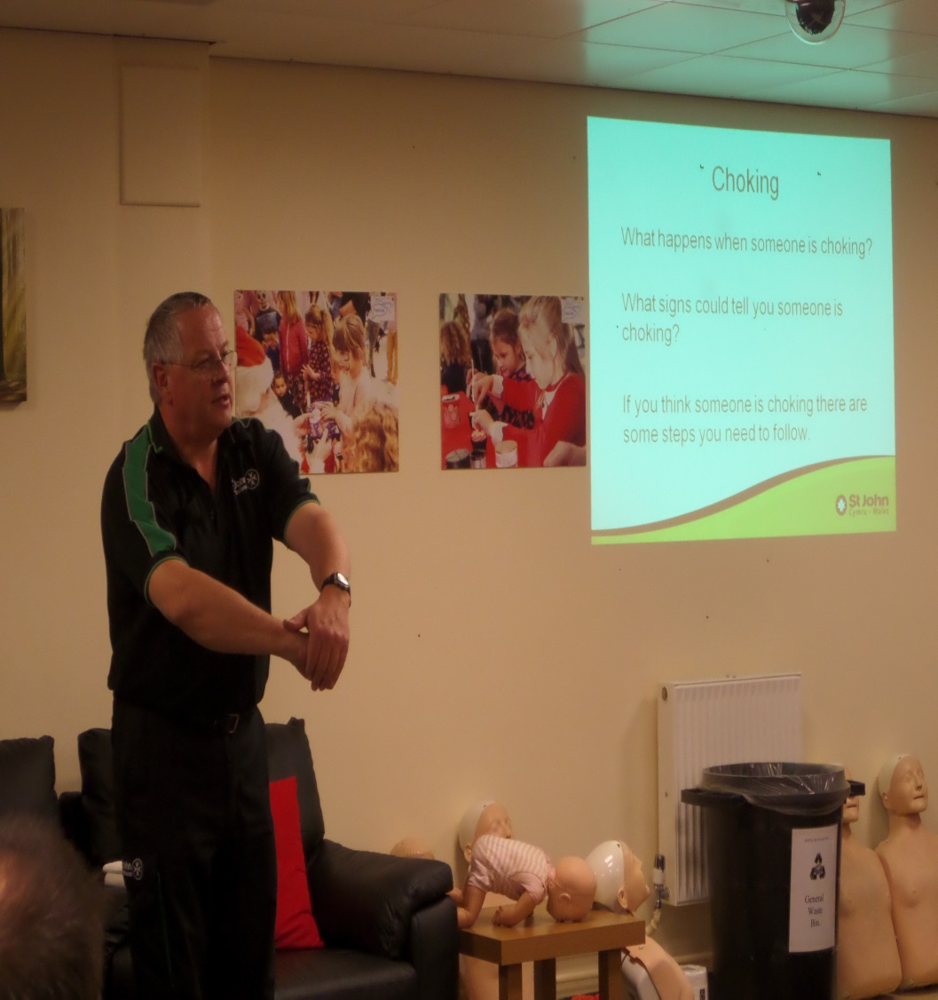 Choking
What happens when someone is choking?
What signs could tell you someone is
choking?
If you think someone is choking there are
some steps you need to follow.
St John
Cymru - Wales
General
Waste
Bin.